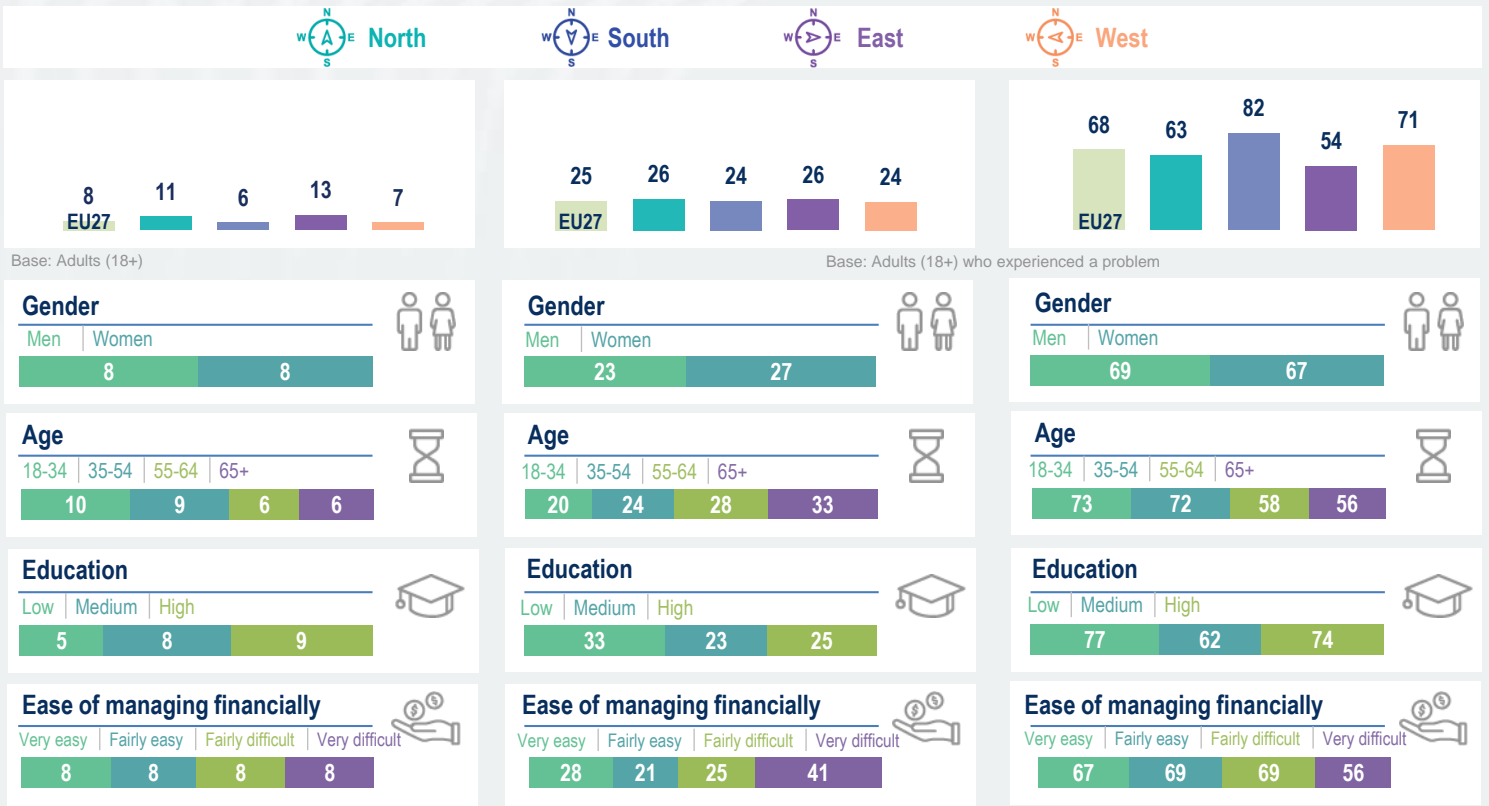 N
W E North
S
N
W E South
S
N
W E East
S
N
W E West
S
8 11 6 13 7
EU27
25 26 24 26 24
EU27
68 63 82 54 71
EU27
Base: Adults (18+)
Base: Adults (18+) who experienced a problem
Gender
Men Women
8 8
Gender
Men Women
23 27
Gender
Men Women
69 67
Age
18-34 35-54 55-64 65+
10 9 6 6
Age
18-34 35-54 55-64 65+
20 24 28 33
Age
18-34 35-54 55-64 65+
73 72 58 56
Education
Low Medium High
5 8 9
Education
Low Medium High
33 23 25
Education
Low Medium High
77 62 74
Ease of managing financially
Very easy Fairly easy Fairly difficult Very difficult
8 8 8 8
Ease of managing financially
Very easy Fairly easy Fairly difficult Very difficult
28 21 25 41
Ease of managing financially
Very easy Fairly easy Fairly difficult Very difficult
67 69 69 56